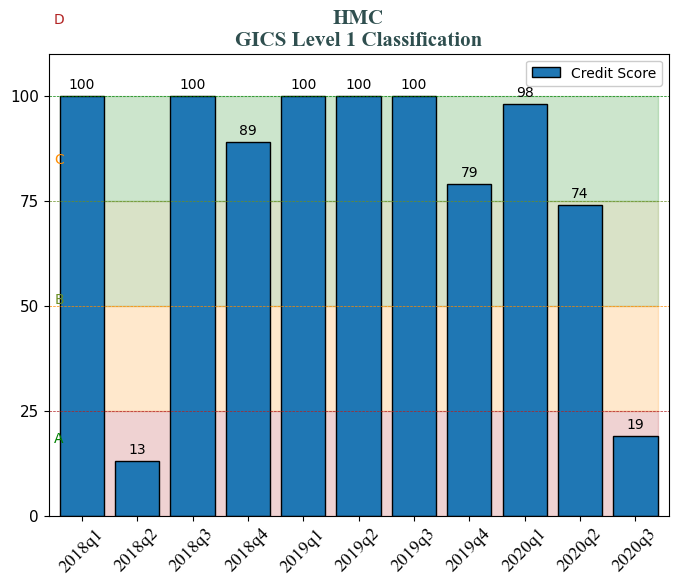 D
HMC
GICS Level 1 Classification
Credit Score
100
100
89
100
100
100
79
98
74
13
19
100
75
50
25
0
C
B
A
2018q1
2018q2
2018q3
2018q4
2019q1
2019q2
2019q3
2019q4
2020q1
2020q2
2020q3